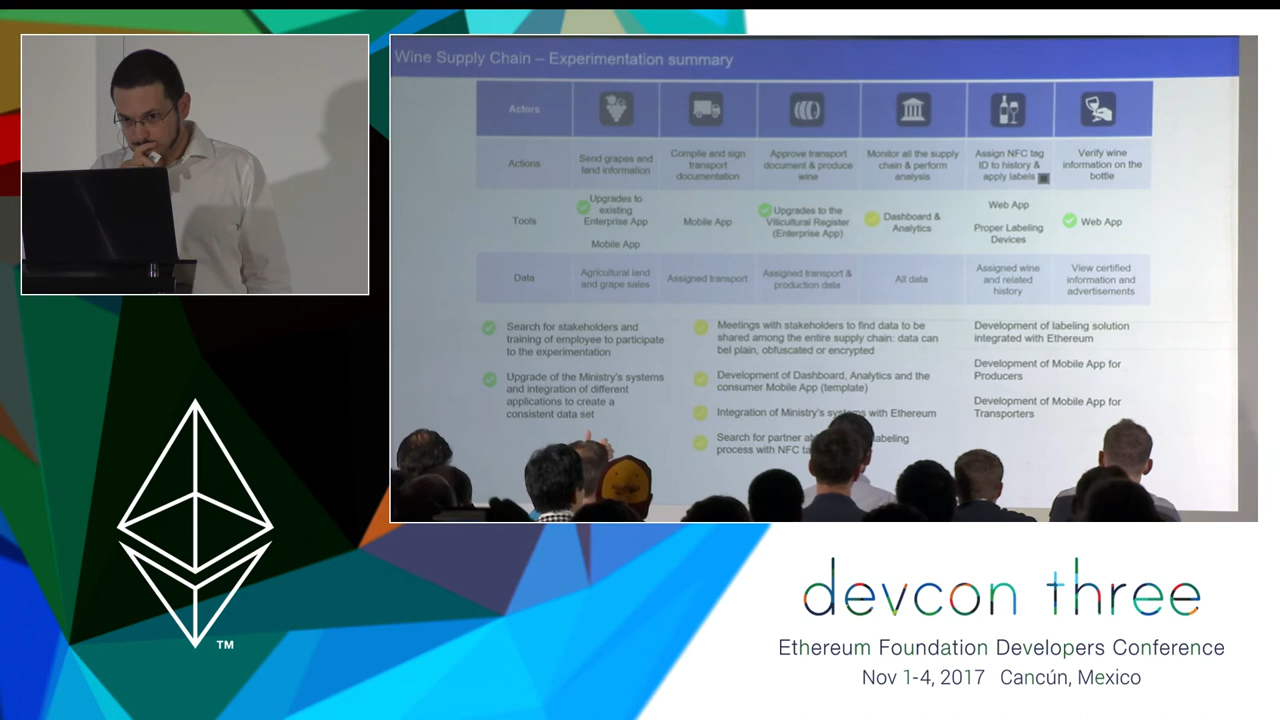 Wine Supply Chain – Experimentation summary
Actors
Actions
Send grapes and
land information
Compile and sign
transport
documentation
Approve transport
document & produce
wine
Monitor all the supply
chain & perform
analysis
Assign NFC tag
ID to history &
apply labels
Verify wine
information on the
bottle
Tools
Upgrades to
existing
Enterprise App
Mobile App
Mobile App
Upgrades to the
Viticultural Register
(Enterprise App)
Dashboard &
Analytics
Web App
Proper Labeling
Devices
Web App
Data
Agricultural land
and grape sales
Assigned transport
Assigned transport &
production data
All data
Assigned wine
and related
history
View certified
information and
advertisements
Search for stakeholders and
training of employee to participate
to the experimentation
Upgrade of the Ministry's systems
and integration of different
applications to create a
consistent data set
Meetings with stakeholders to find data to be
shared among the entire supply chain: data can
bel plain, obfuscated or encrypted
Development of Dashboard, Analytics and the
consumer Mobile App (template)
Integration of Ministry's systems with Ethereum
Search for partner labeling
process with NFC
Development of labeling solution
integrated with Ethereum
Development of Mobile App for
Producers
Development of Mobile App for
Transporters
TM
devcon three
Ethereum Foundation Developers Conference
Nov 1-4, 2017 Cancún, Mexico